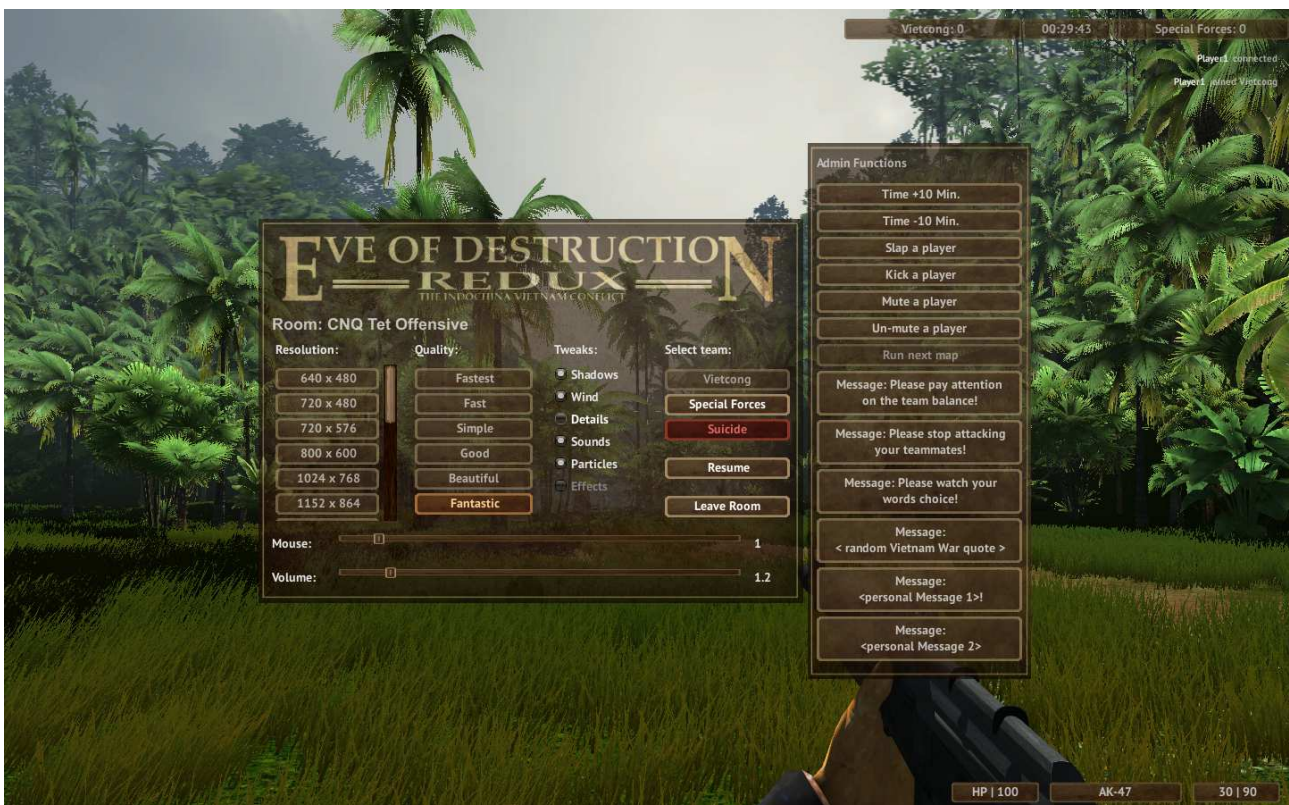 Vietcong: 0
00:29:43
Special Forces: 0
Player1 connected
Player1 joined Vietcong
EVE OF DESTRUCTION
REDUX
THE INDOCHINA VIETNAM CONFLICT
Room: CNQ Tet Offensive
Resolution:
640 x 480
720 x 480
720 x 576
800 x 600
1024 x 768
1152 x 864
Quality:
Fastest
Fast
Simple
Good
Beautiful
Fantastic
Tweaks:
Shadows
Wind
Details
Sounds
Particles
Effects
Select team:
Vietcong
Special Forces
Suicide
Resume
Leave Room
Mouse:
1
Volume:
1.2
Admin Functions
Time +10 Min.
Time -10 Min.
Slap a player
Kick a player
Mute a player
Un-mute a player
Run next map
Message: Please pay attention
on the team balance!
Message: Please stop attacking
your teammates!
Message: Please watch your
words choice!
Message:
< random Vietnam War quote >
Message:
<personal Message 1>!
Message:
<personal Message 2>
HP | 100
AK-47
30 | 90